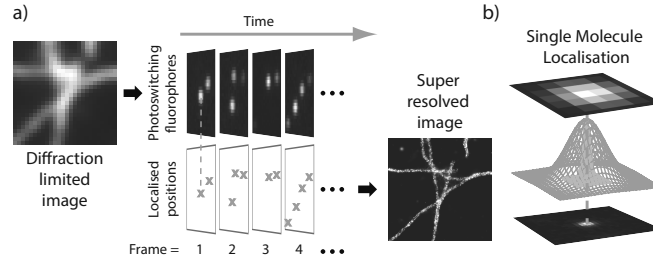 a)
Time
Photoswitching
fluorophores
Diffraction
limited
image
Localised
positions
Super
resolved
image
Frame = 1 2 3 4
b)
Single Molecule
Localisation